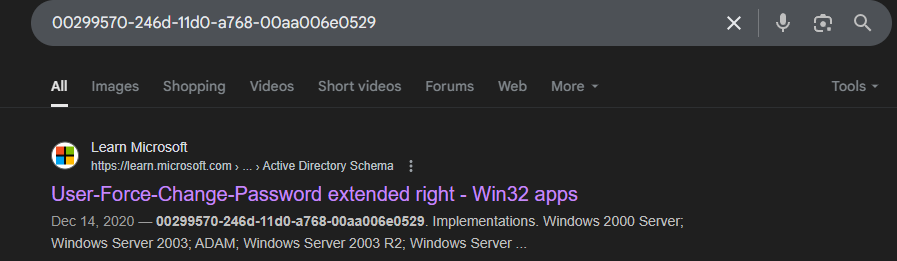 00299570-246d-11d0-a768-00aa006e0529
All Images Shopping Videos Short videos Forums Web More Tools
Learn Microsoft
https://learn.microsoft.com › ... › Active Directory Schema
User-Force-Change-Password extended right - Win32 apps
Dec 14, 2020 — 00299570-246d-11d0-a768-00aa006e0529. Implementations. Windows 2000 Server;
Windows Server 2003; ADAM; Windows Server 2003 R2; Windows Server ...